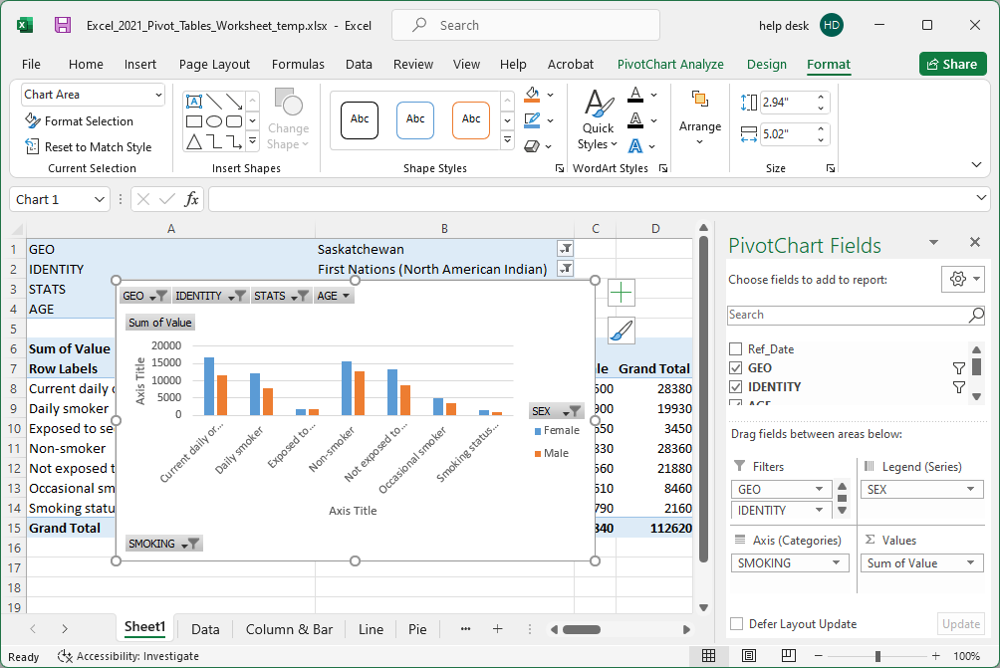 Excel_2021_Pivot_Tables_Worksheet_temp.xlsx - Excel
Search
help desk HD
File Home Insert Page Layout Formulas Data Review View Help Acrobat PivotChart Analyze Design Format Share
Chart Area
Format Selection
Reset to Match Style
Current Selection
Change Shape
Insert Shapes
Abc Abc Abc
Shape Styles
Quick Styles
WordArt Styles
Arrange
2.94"
5.02"
Size
Chart 1 fx
A B C D
1 GEO Saskatchewan
2 IDENTITY First Nations (North American Indian)
3 STATS
4 AGE
5
6 Sum of Value
7 Row Labels Grand Total
8 Current daily 28380
9 Daily smoker 19930
10 Exposed to se 3450
11 Non-smoker 28360
12 Not exposed t 21880
13 Occasional sm 8460
14 Smoking statu 2160
15 Grand Total 112620
16
17
18
19
GEO IDENTITY STATS AGE
Sum of Value
20000
15000
10000
5000
0
Axis Title
Current daily or...
Daily smoker
Exposed to...
Non-smoker
Not exposed to...
Occasional smoker
Smoking status...
Axis Title
SEX
Female
Male
SMOKING
PivotChart Fields
Choose fields to add to report:
Search
Ref_Date
GEO
IDENTITY
AGE
Drag fields between areas below:
Filters
GEO
IDENTITY
Legend (Series)
SEX
Axis (Categories)
SMOKING
Σ Values
Sum of Value
Defer Layout Update Update
Sheet1 Data Column & Bar Line Pie ... +
Ready Accessibility: Investigate 100%